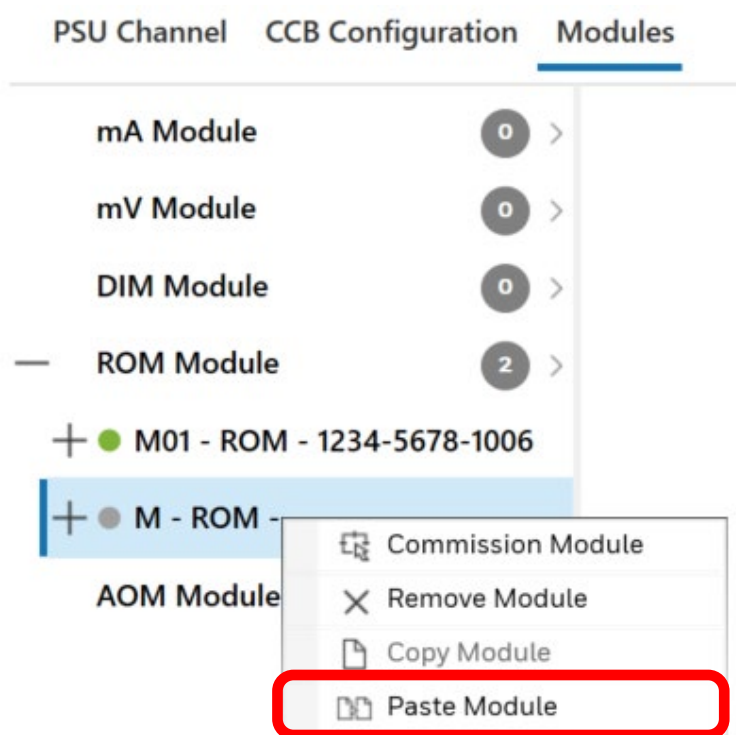 PSU Channel CCB Configuration Modules
mA Module 0
mV Module 0
DIM Module 0
ROM Module 2
M01 - ROM - 1234-5678-1006
M - ROM -
Commission Module
AOM Module
Remove Module
Copy Module
Paste Module